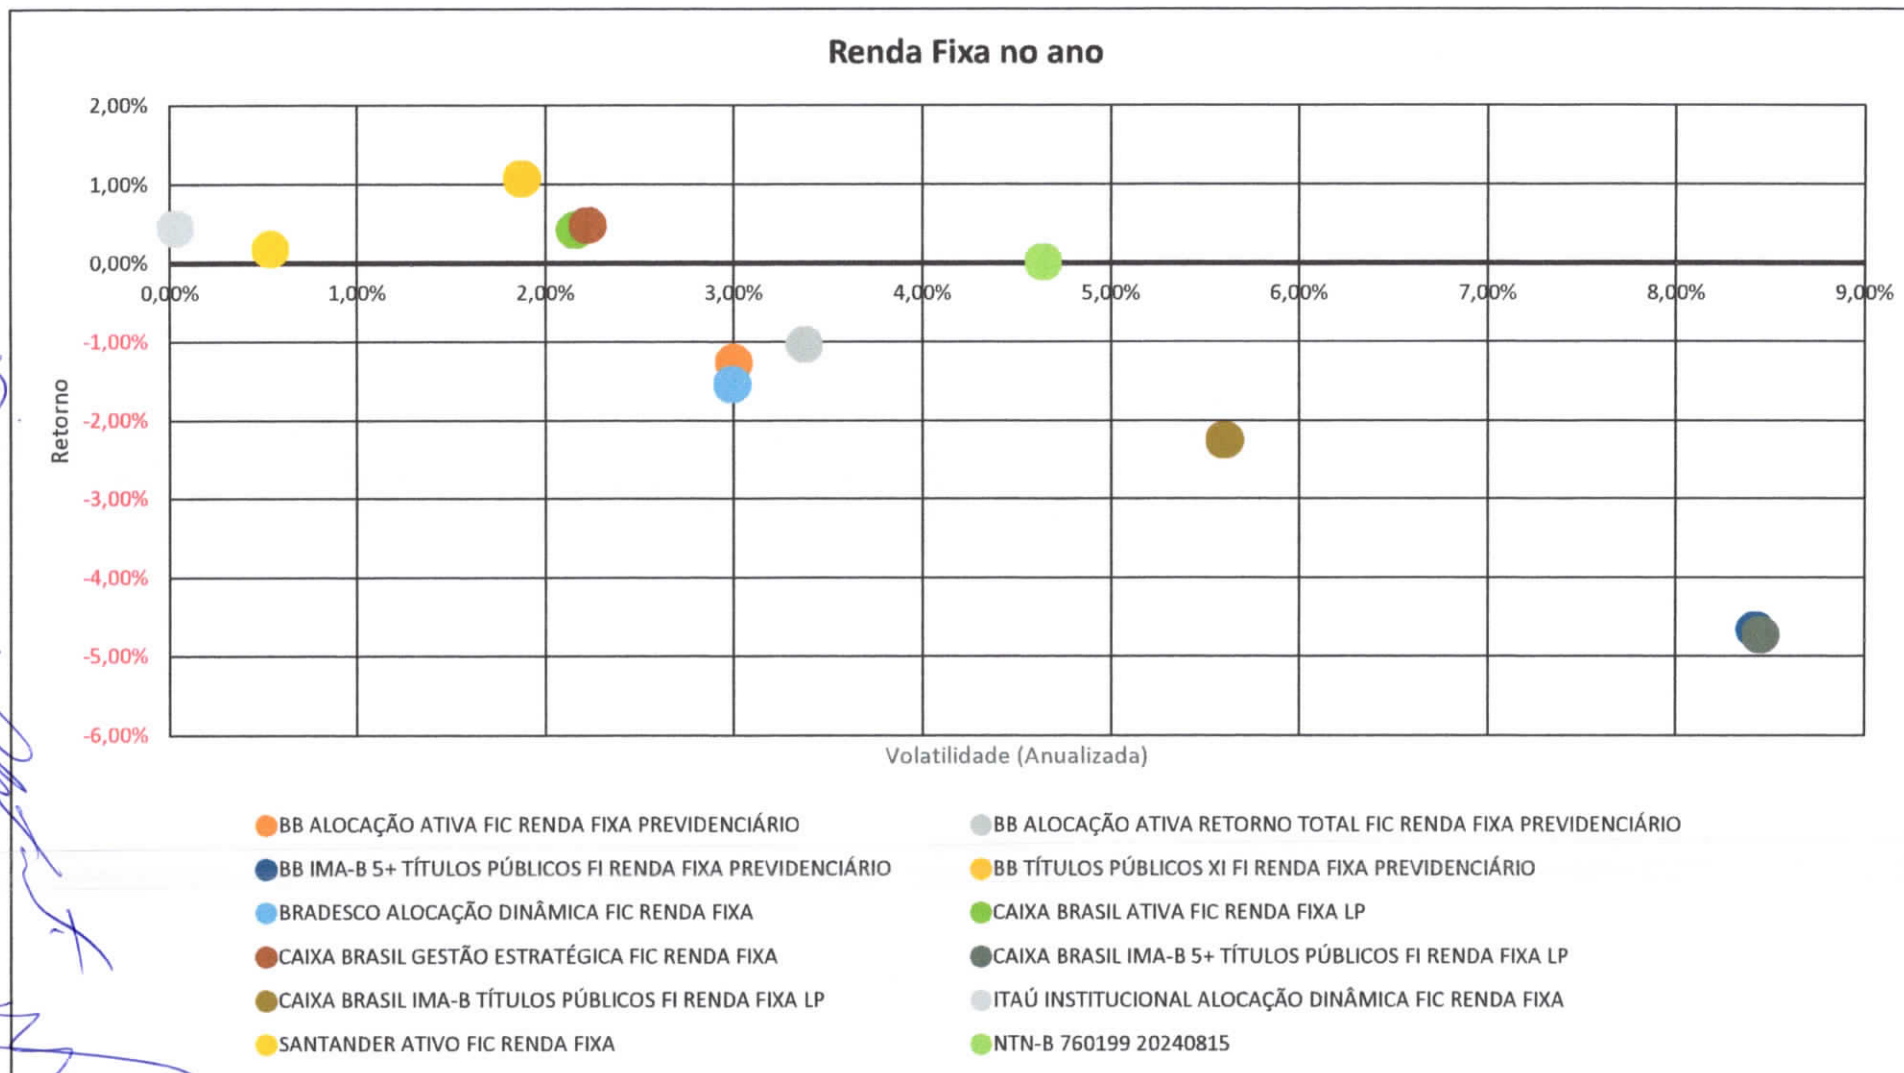 Renda Fixa no ano
2,00%
1,00%
0,00%
0,00% 1,00% 2,00% 3,00% 4,00% 5,00% 6,00% 7,00% 8,00% 9,00%
-1,00%
-2,00%
-3,00%
-4,00%
-5,00%
-6,00%
Retorno
Volatilidade (Anualizada)
BB ALOCAÇÃO ATIVA FIC RENDA FIXA PREVIDENCIÁRIO
BB ALOCAÇÃO ATIVA RETORNO TOTAL FIC RENDA FIXA PREVIDENCIÁRIO
BB IMA-B 5+ TÍTULOS PÚBLICOS FI RENDA FIXA PREVIDENCIÁRIO
BB TÍTULOS PÚBLICOS XI FI RENDA FIXA PREVIDENCIÁRIO
BRADESCO ALOCAÇÃO DINÂMICA FIC RENDA FIXA
CAIXA BRASIL ATIVA FIC RENDA FIXA LP
CAIXA BRASIL GESTÃO ESTRATÉGICA FIC RENDA FIXA
CAIXA BRASIL IMA-B 5+ TÍTULOS PÚBLICOS FI RENDA FIXA LP
CAIXA BRASIL IMA-B TÍTULOS PÚBLICOS FI RENDA FIXA LP
ITAÚ INSTITUCIONAL ALOCAÇÃO DINÂMICA FIC RENDA FIXA
SANTANDER ATIVO FIC RENDA FIXA
NTN-B 760199 20240815